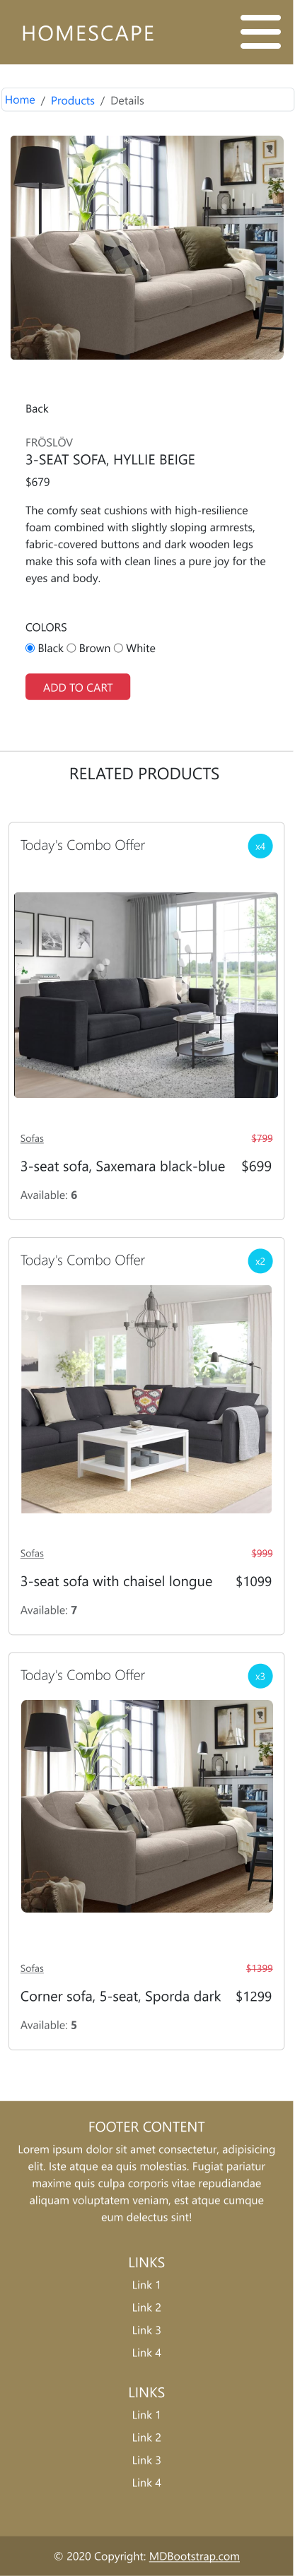 HOMESCAPE
Home / Products / Details
Back
FRÖSLÖV
3-SEAT SOFA, HYLLIE BEIGE
$679
The comfy seat cushions with high-resilience
foam combined with slightly sloping armrests,
fabric-covered buttons and dark wooden legs
make this sofa with clean lines a pure joy for the
eyes and body.
COLORS
Black Brown White
ADD TO CART
RELATED PRODUCTS
Today's Combo Offer x4
Sofas $799
3-seat sofa, Saxemara black-blue $699
Available: 6
Today's Combo Offer x2
Sofas $999
3-seat sofa with chaisel longue $1099
Available: 7
Today's Combo Offer x3
Sofas $1399
Corner sofa, 5-seat, Sporda dark $1299
Available: 5
FOOTER CONTENT
Lorem ipsum dolor sit amet consectetur, adipisicing
elit. Iste atque ea quis molestias. Fugiat pariatur
maxime quis culpa corporis vitae repudiandae
aliquam voluptatem veniam, est atque cumque
eum delectus sint!
LINKS
Link 1
Link 2
Link 3
Link 4
LINKS
Link 1
Link 2
Link 3
Link 4
© 2020 Copyright: MDBootstrap.com